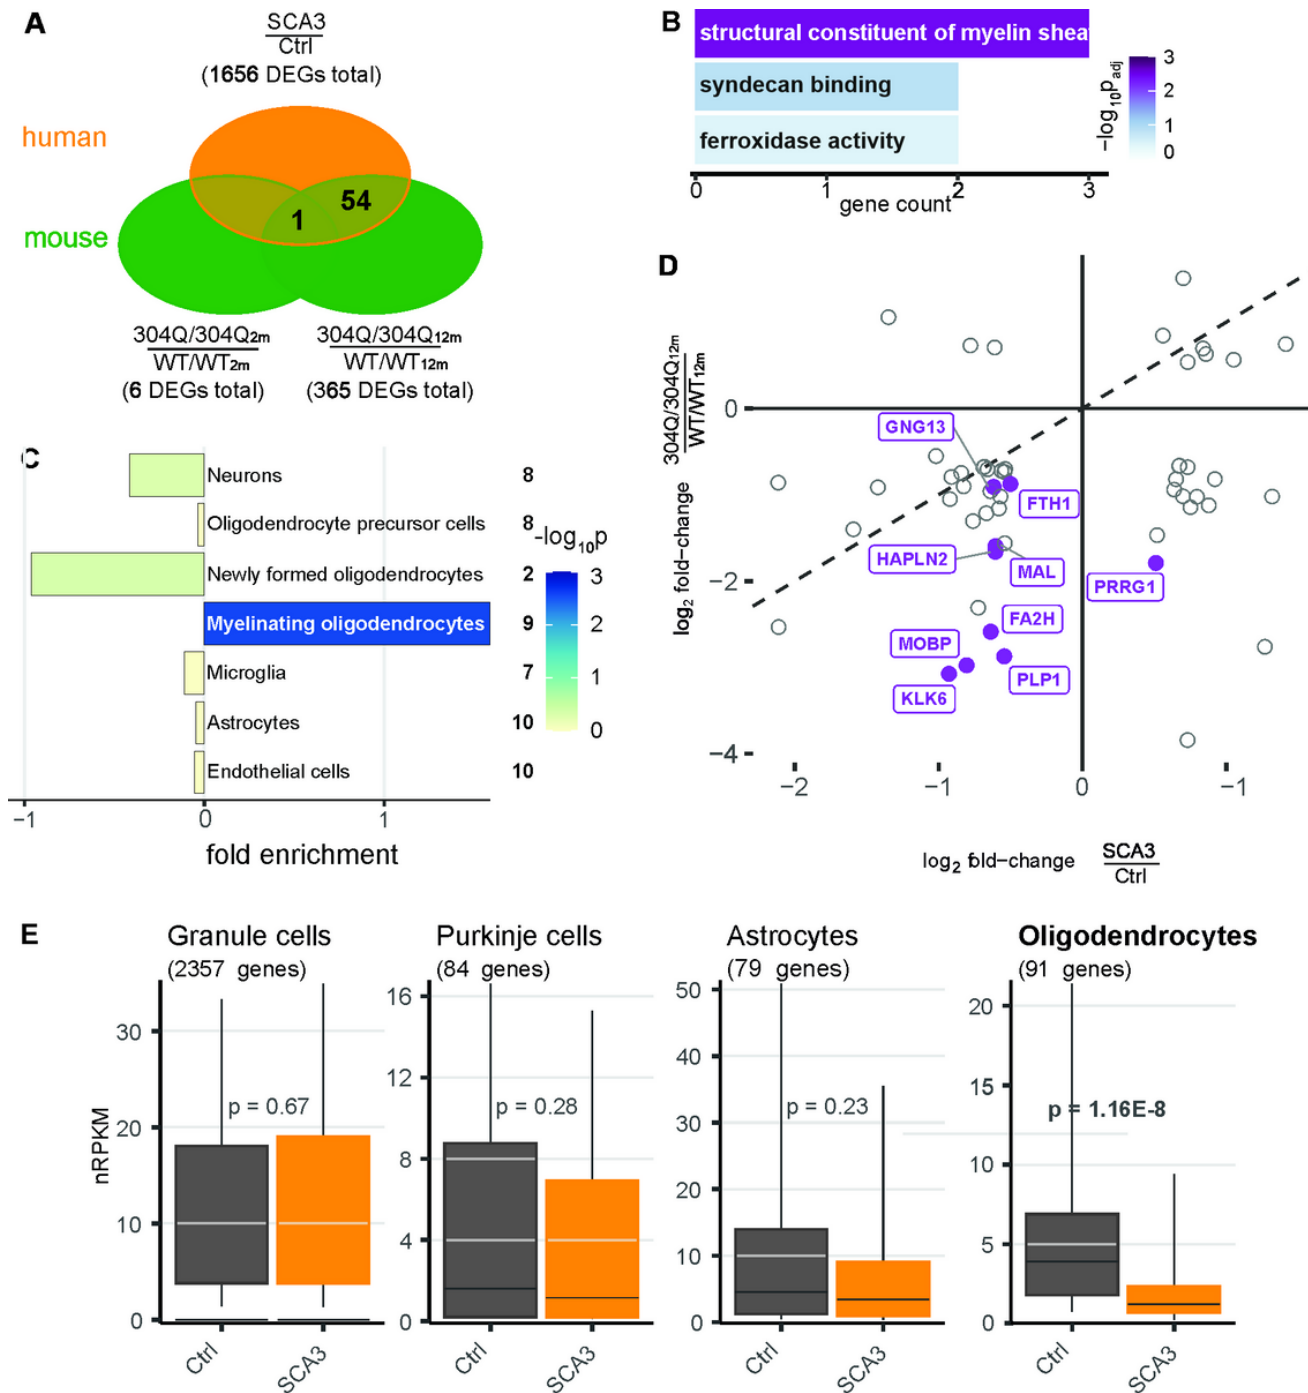 A
SCA3
Ctrl
(1656 DEGs total)
human
mouse
1
54
304Q/304Q2m
WT/WT2m
(6 DEGs total)
304Q/304Q12m
WT/WT12m
(365 DEGs total)
B
structural constituent of myelin shea
syndecan binding
ferroxidase activity
0
1
2
3
gene count
-log10padj
3
2
1
0
C
Neurons
8
Oligodendrocyte precursor cells
8
Newly formed oligodendrocytes
2
Myelinating oligodendrocytes
9
Microglia
7
Astrocytes
10
Endothelial cells
10
−1
0
1
fold enrichment
-log10p
3
2
1
0
D
304Q/304Q12m
WT/WT12m
log2 fold−change
0
−2
−4
GNG13
FTH1
HAPLN2
MAL
PRRG1
FA2H
MOBP
PLP1
KLK6
−2
−1
0
−1
log2 fold−change
SCA3
Ctrl
E
Granule cells
(2357 genes)
nRPKM
30
20
10
0
p = 0.67
Ctrl
SCA3
Purkinje cells
(84 genes)
16
12
8
4
0
p = 0.28
Ctrl
SCA3
Astrocytes
(79 genes)
50
40
30
20
10
0
p = 0.23
Ctrl
SCA3
Oligodendrocytes
(91 genes)
20
15
10
5
0
p = 1.16E-8
Ctrl
SCA3